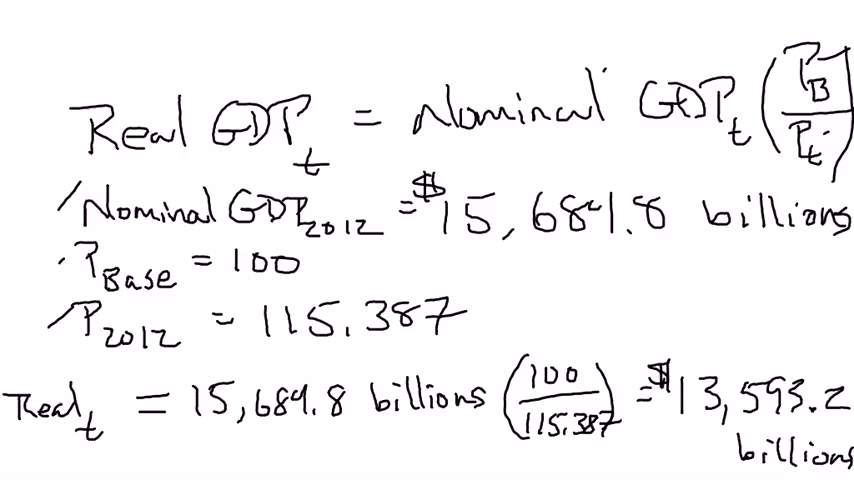 Real GDP_t = Nominal GDP_t (P_B / P_t)
Nominal GDP_2012 = $15,684.8 billions
P_Base = 100
P_2012 = 115.387
Real_t = 15,684.8 billions (100 / 115.387) = $13,593.2
billions